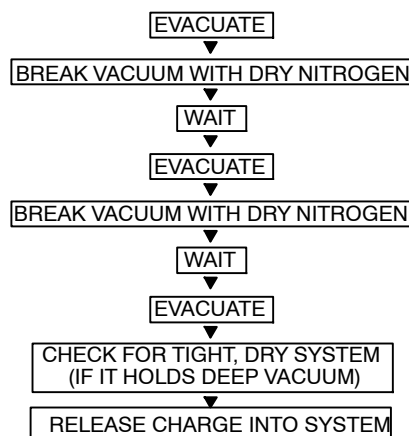 EVACUATE
BREAK VACUUM WITH DRY NITROGEN
WAIT
EVACUATE
BREAK VACUUM WITH DRY NITROGEN
WAIT
EVACUATE
CHECK FOR TIGHT, DRY SYSTEM
(IF IT HOLDS DEEP VACUUM)
RELEASE CHARGE INTO SYSTEM